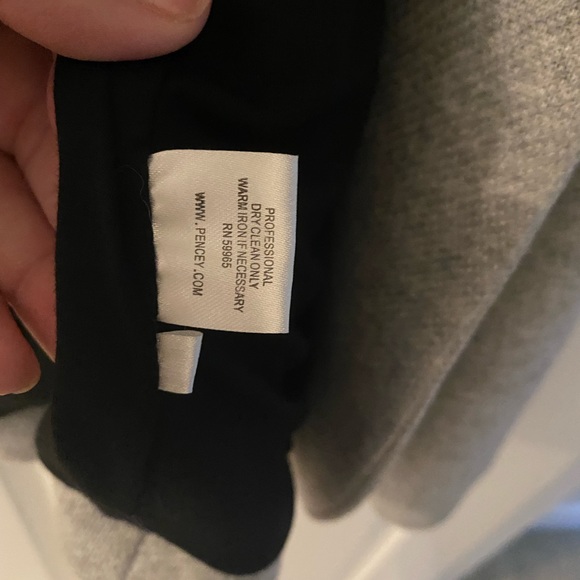 PROFESSIONAL
DRY CLEAN ONLY
WARM IRON IF NECESSARY
RN 59965
WWW.PENCEY.COM